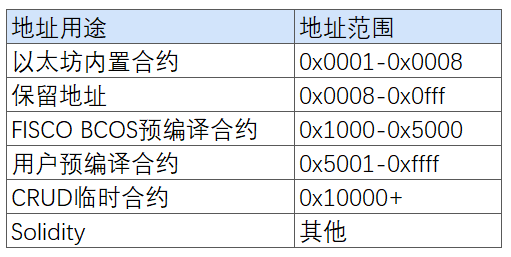 地址用途 地址范围
以太坊内置合约 0x0001-0x0008
保留地址 0x0008-0x0fff
FISCO BCOS预编译合约 0x1000-0x5000
用户预编译合约 0x5001-0xffff
CRUD临时合约 0x10000+
Solidity 其他